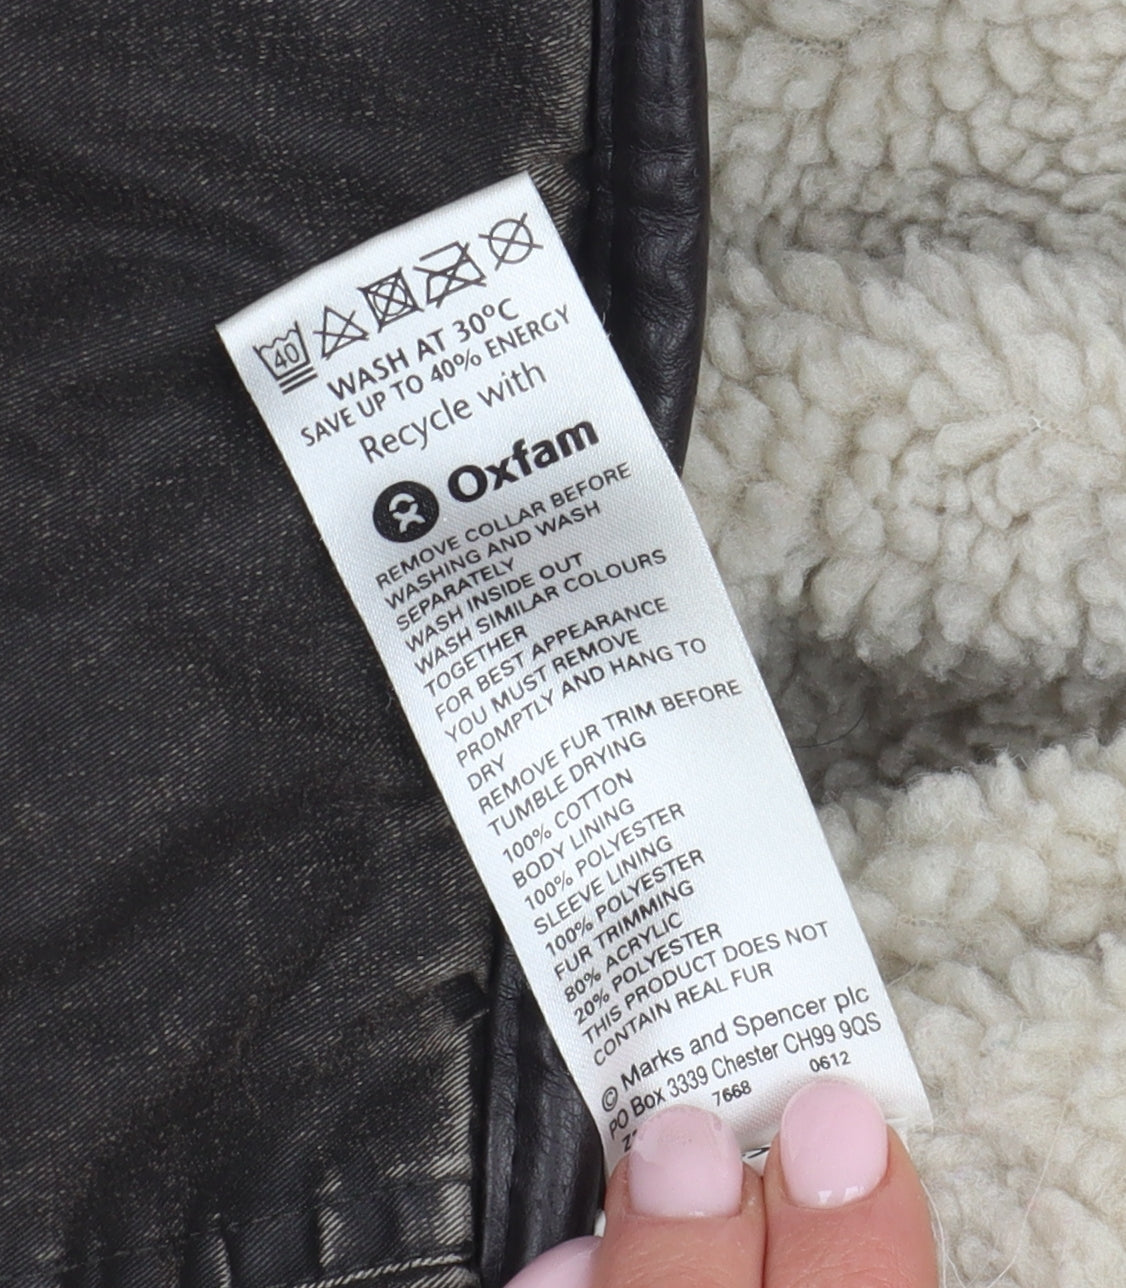 40
WASH AT 30°C
SAVE UP TO 40% ENERGY
Recycle with
Oxfam
REMOVE COLLAR BEFORE
WASHING AND WASH
SEPARATELY
WASH INSIDE OUT
WASH SIMILAR COLOURS
TOGETHER
FOR BEST APPEARANCE
YOU MUST REMOVE
PROMPTLY AND HANG TO
DRY
REMOVE FUR TRIM BEFORE
TUMBLE DRYING
100% COTTON
BODY LINING
100% POLYESTER
SLEEVE LINING
100% POLYESTER
FUR TRIMMING
80% ACRYLIC
20% POLYESTER
THIS PRODUCT DOES NOT
CONTAIN REAL FUR
© Marks and Spencer plc
PO Box 3339 Chester CH99 9QS
7668 0612